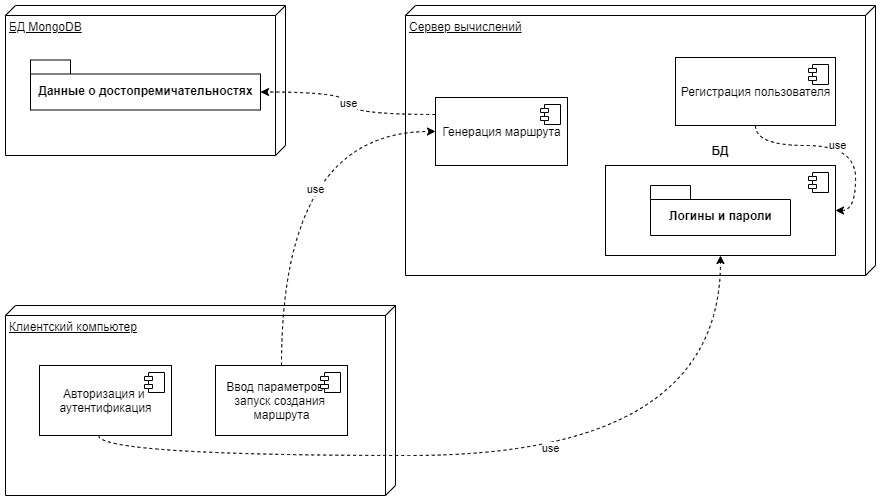 БД MongoDB
Данные о достопремичательностях
use
Сервер вычислений
Генерация маршрута
Регистрация пользователя
use
БД
Логины и пароли
use
Клиентский компьютер
Авторизация и
аутентификация
Ввод параметров
запуск создания
маршрута
use